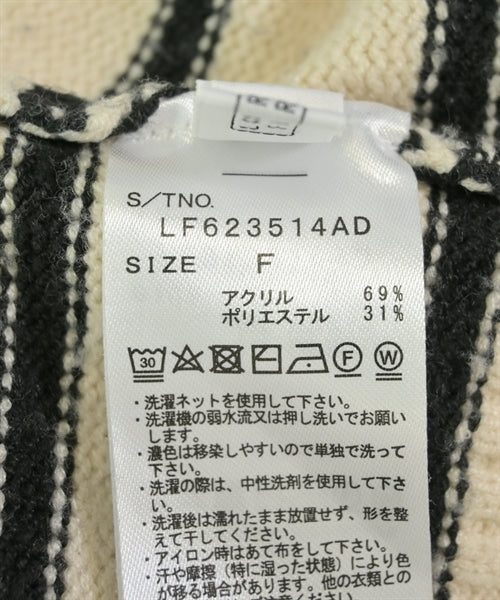 S/TNO.
LF623514AD
SIZE F
アクリル 69%
ポリエステル 31%
30
F
W
・洗濯ネットを使用して下さい。
・洗濯機の弱水流又は押し洗いでお願い
します。
・濃色は移染しやすいので単独で洗って
下さい。
・洗濯の際は、中性洗剤を使用して下さ
い。
・洗濯後は濡れたまま放置せず、形を整
えて干してください。
・アイロン時はあて布をして下さい。
・汗や摩擦（特に湿った状態）により色
が移る場合があります。他の衣類との